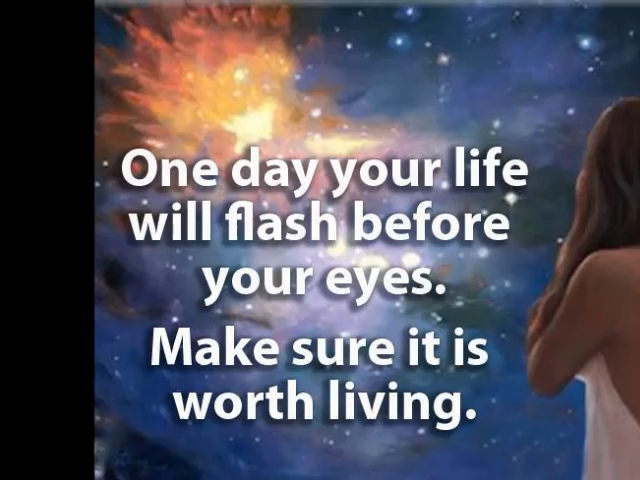 One day your life
will flash before
your eyes.
Make sure it is
worth living.